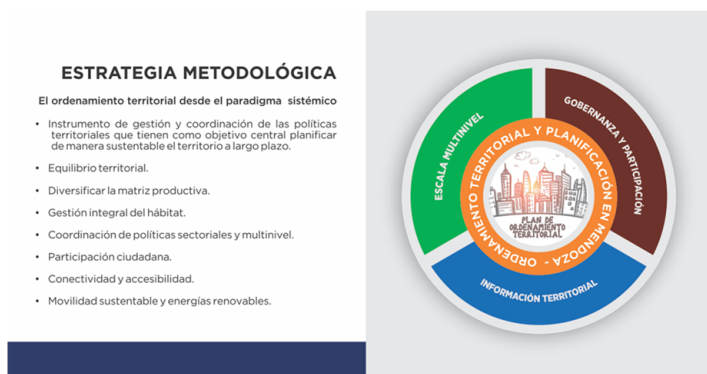 ESTRATEGIA METODOLÓGICA
El ordenamiento territorial desde el paradigma sistémico
• Instrumento de gestión y coordinación de las políticas
territoriales que tienen como objetivo central planificar
de manera sustentable el territorio a largo plazo.
• Equilibrio territorial.
• Diversificar la matriz productiva.
• Gestión integral del hábitat.
• Coordinación de políticas sectoriales y multinivel.
• Participación ciudadana.
• Conectividad y accesibilidad.
• Movilidad sustentable y energías renovables.
ESCALA MULTINIVEL
GOBERNANZA Y PARTICIPACIÓN
INFORMACIÓN TERRITORIAL
ORDENAMIENTO TERRITORIAL Y PLANIFICACIÓN EN MENDOZA -
PLAN DE
ORDENAMIENTO
TERRITORIAL